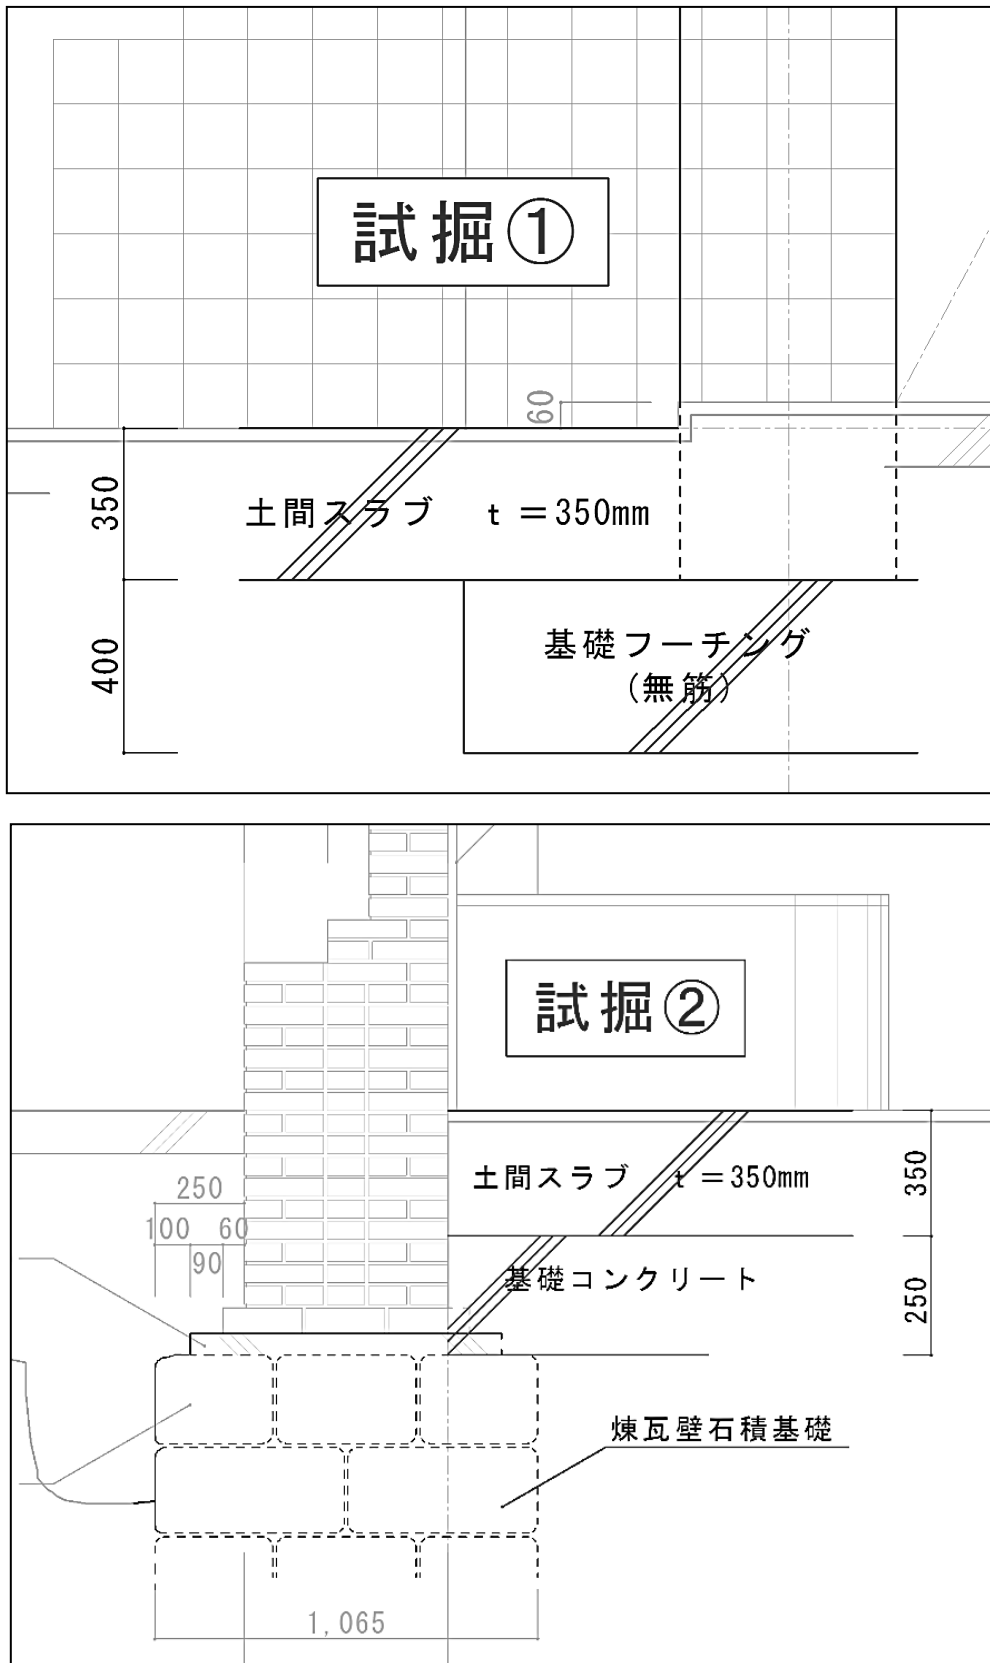 試掘①
60
350
土間スラブ t＝350mm
400
基礎フーチング
(無筋)
試掘②
土間スラブ t＝350mm
350
250
100 60
90
基礎コンクリート
250
煉瓦壁石積基礎
1,065